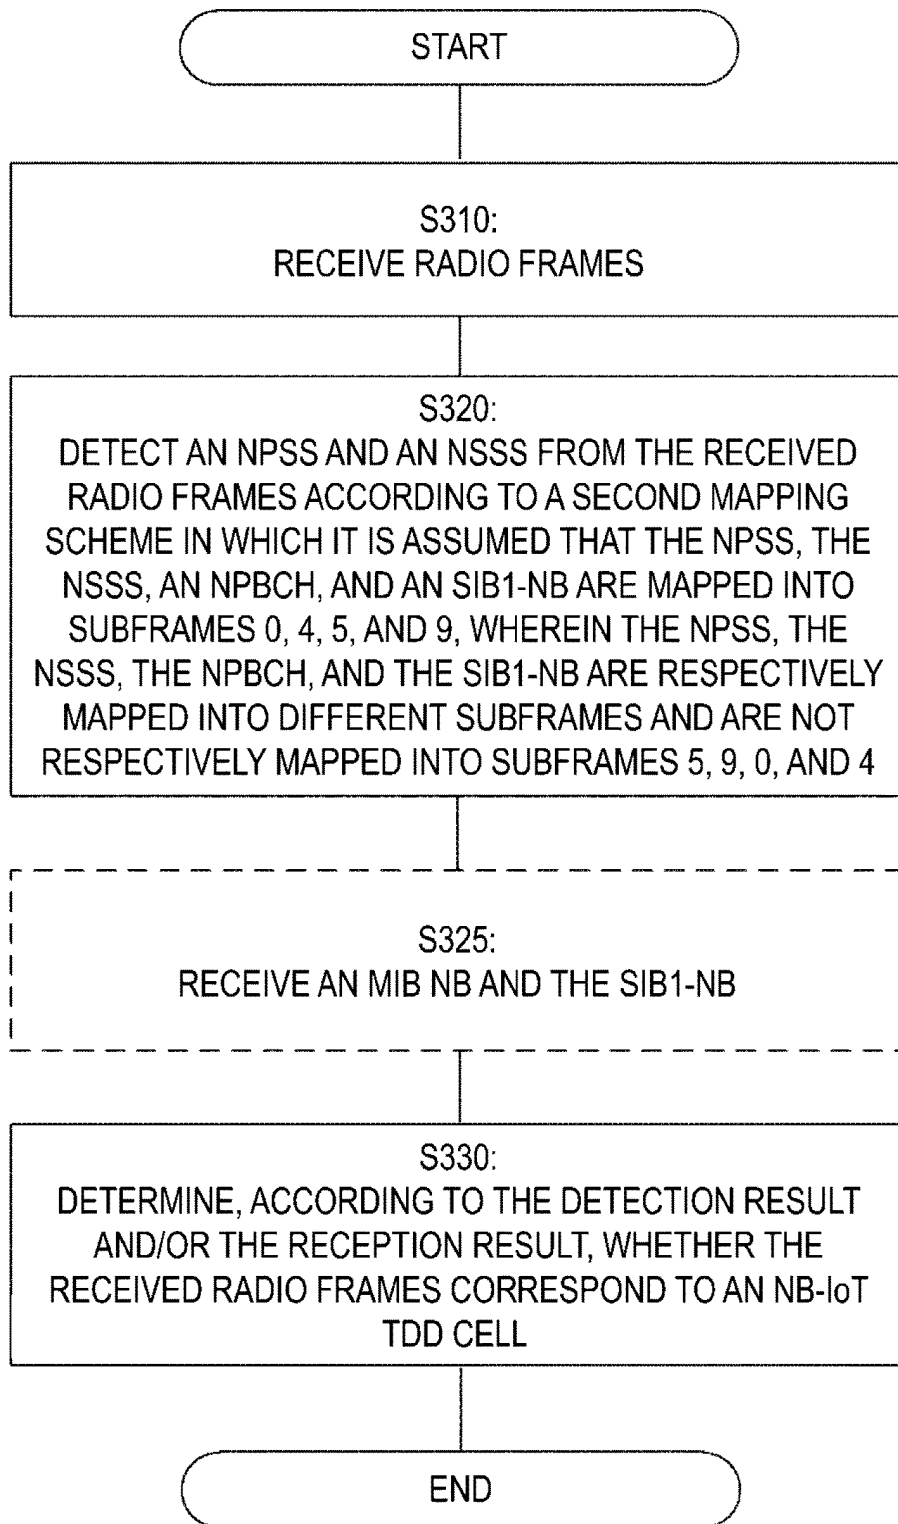 START
S310:
RECEIVE RADIO FRAMES
S320:
DETECT AN NPSS AND AN NSSS FROM THE RECEIVED
RADIO FRAMES ACCORDING TO A SECOND MAPPING
SCHEME IN WHICH IT IS ASSUMED THAT THE NPSS, THE
NSSS, AN NPBCH, AND AN SIB1-NB ARE MAPPED INTO
SUBFRAMES 0, 4, 5, AND 9, WHEREIN THE NPSS, THE
NSSS, THE NPBCH, AND THE SIB1-NB ARE RESPECTIVELY
MAPPED INTO DIFFERENT SUBFRAMES AND ARE NOT
RESPECTIVELY MAPPED INTO SUBFRAMES 5, 9, 0, AND 4
S325:
RECEIVE AN MIB NB AND THE SIB1-NB
S330:
DETERMINE, ACCORDING TO THE DETECTION RESULT
AND/OR THE RECEPTION RESULT, WHETHER THE
RECEIVED RADIO FRAMES CORRESPOND TO AN NB-IoT
TDD CELL
END